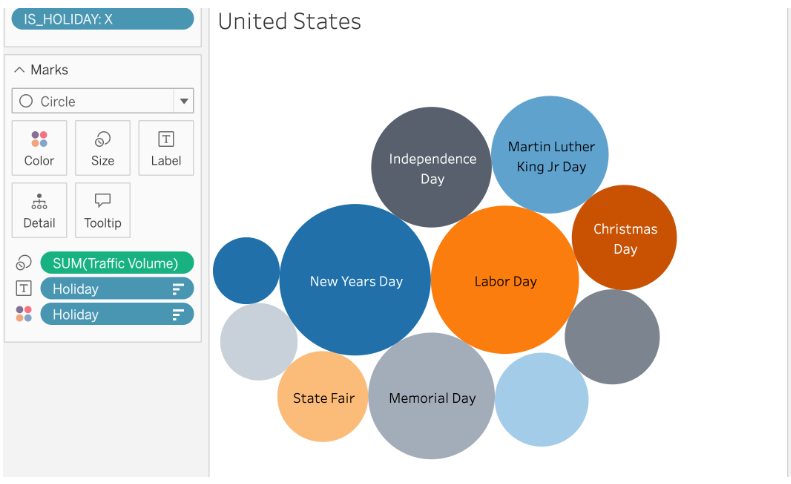 IS_HOLIDAY: X
United States
Marks
Circle
Color
Size
Label
Detail
Tooltip
SUM(Traffic Volume)
Holiday
Holiday
Independence
Day
Martin Luther
King Jr Day
Christmas
Day
New Years Day
Labor Day
State Fair
Memorial Day